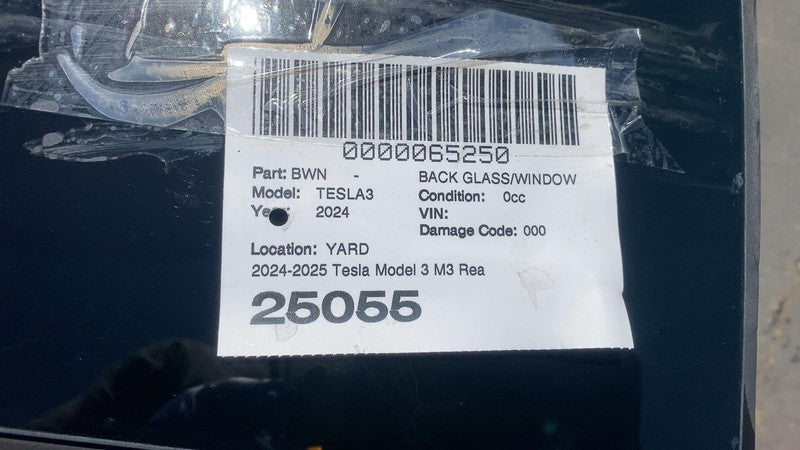 0000065250
Part: BWN - BACK GLASS/WINDOW
Model: TESLA3 Condition: 0cc
2024 VIN:
Damage Code: 000
Location: YARD
2024-2025 Tesla Model 3 M3 Rea
25055